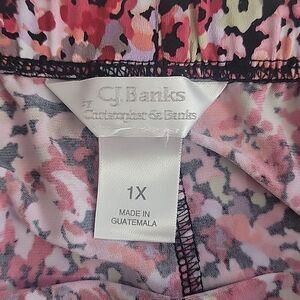 CJ.Banks
BY
Christopher & Banks
1X
MADE IN
GUATEMALA